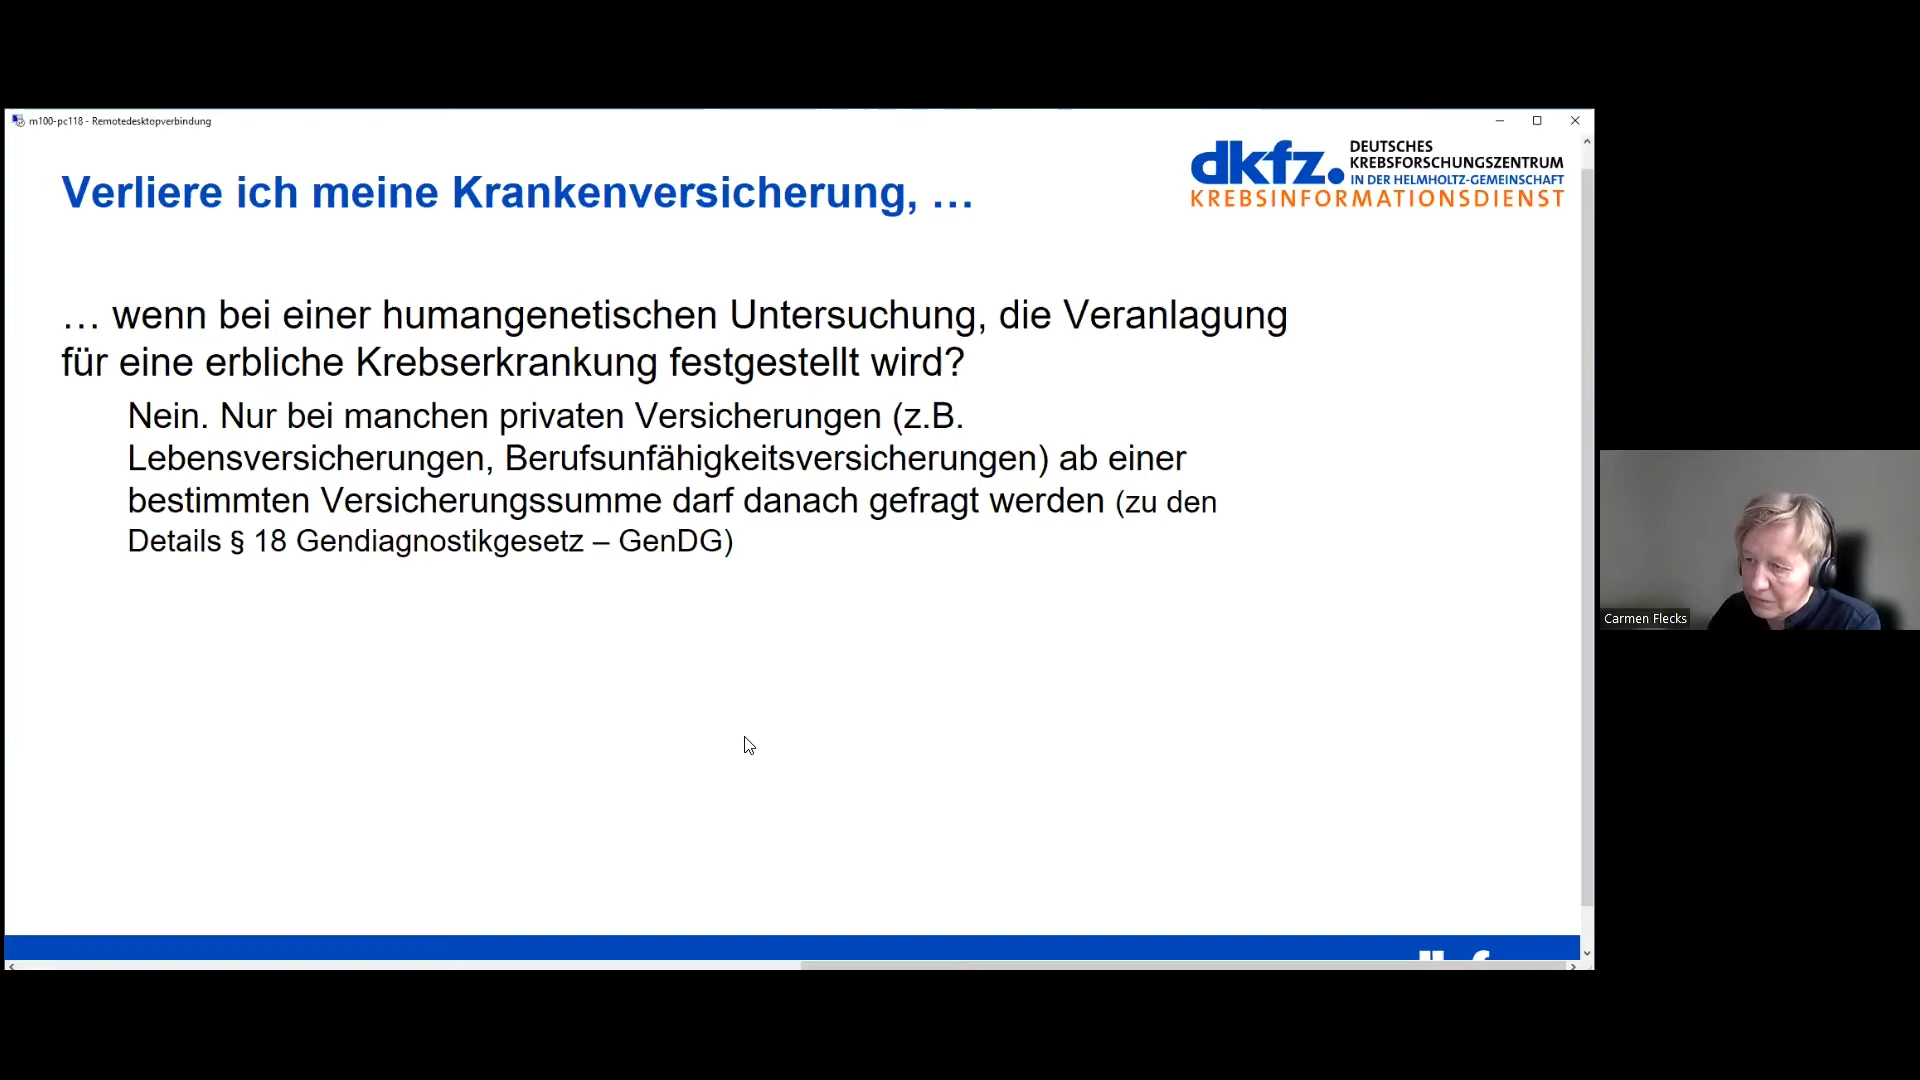 m100-pc118 - Remotedesktopverbindung
Verliere ich meine Krankenversicherung, …
dkfz.
DEUTSCHES
KREBSFORSCHUNGSZENTRUM
IN DER HELMHOLTZ-GEMEINSCHAFT
KREBSINFORMATIONSDIENST
… wenn bei einer humangenetischen Untersuchung, die Veranlagung
für eine erbliche Krebserkrankung festgestellt wird?
Nein. Nur bei manchen privaten Versicherungen (z.B.
Lebensversicherungen, Berufsunfähigkeitsversicherungen) ab einer
bestimmten Versicherungssumme darf danach gefragt werden (zu den
Details § 18 Gendiagnostikgesetz – GenDG)
Carmen Flecks